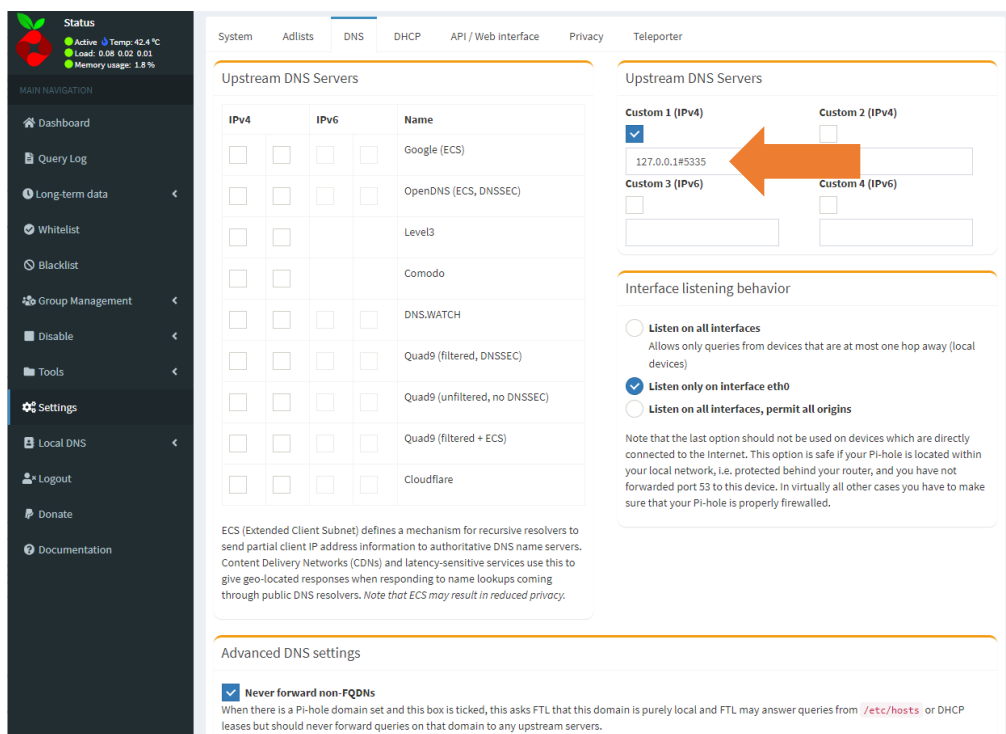 Status
Active Temp: 42.4 °C
Load: 0.08 0.02 0.01
Memory usage: 1.8 %
MAIN NAVIGATION
Dashboard
Query Log
Long-term data
Whitelist
Blacklist
Group Management
Disable
Tools
Settings
Local DNS
Logout
Donate
Documentation
System Adlists DNS DHCP API / Web interface Privacy Teleporter
Upstream DNS Servers
IPv4 IPv6 Name
Google (ECS)
OpenDNS (ECS, DNSSEC)
Level3
Comodo
DNS.WATCH
Quad9 (filtered, DNSSEC)
Quad9 (unfiltered, no DNSSEC)
Quad9 (filtered + ECS)
Cloudflare
ECS (Extended Client Subnet) defines a mechanism for recursive resolvers to
send partial client IP address information to authoritative DNS name servers.
Content Delivery Networks (CDNs) and latency-sensitive services use this to
give geo-located responses when responding to name lookups coming
through public DNS resolvers. Note that ECS may result in reduced privacy.
Upstream DNS Servers
Custom 1 (IPv4) Custom 2 (IPv4)
127.0.0.1#5335
Custom 3 (IPv6) Custom 4 (IPv6)
Interface listening behavior
Listen on all interfaces
Allows only queries from devices that are at most one hop away (local
devices)
Listen only on interface eth0
Listen on all interfaces, permit all origins
Note that the last option should not be used on devices which are directly
connected to the Internet. This option is safe if your Pi-hole is located within
your local network, i.e. protected behind your router, and you have not
forwarded port 53 to this device. In virtually all other cases you have to make
sure that your Pi-hole is properly firewalled.
Advanced DNS settings
Never forward non-FQDNs
When there is a Pi-hole domain set and this box is ticked, this asks FTL that this domain is purely local and FTL may answer queries from /etc/hosts or DHCP
leases but should never forward queries on that domain to any upstream servers.